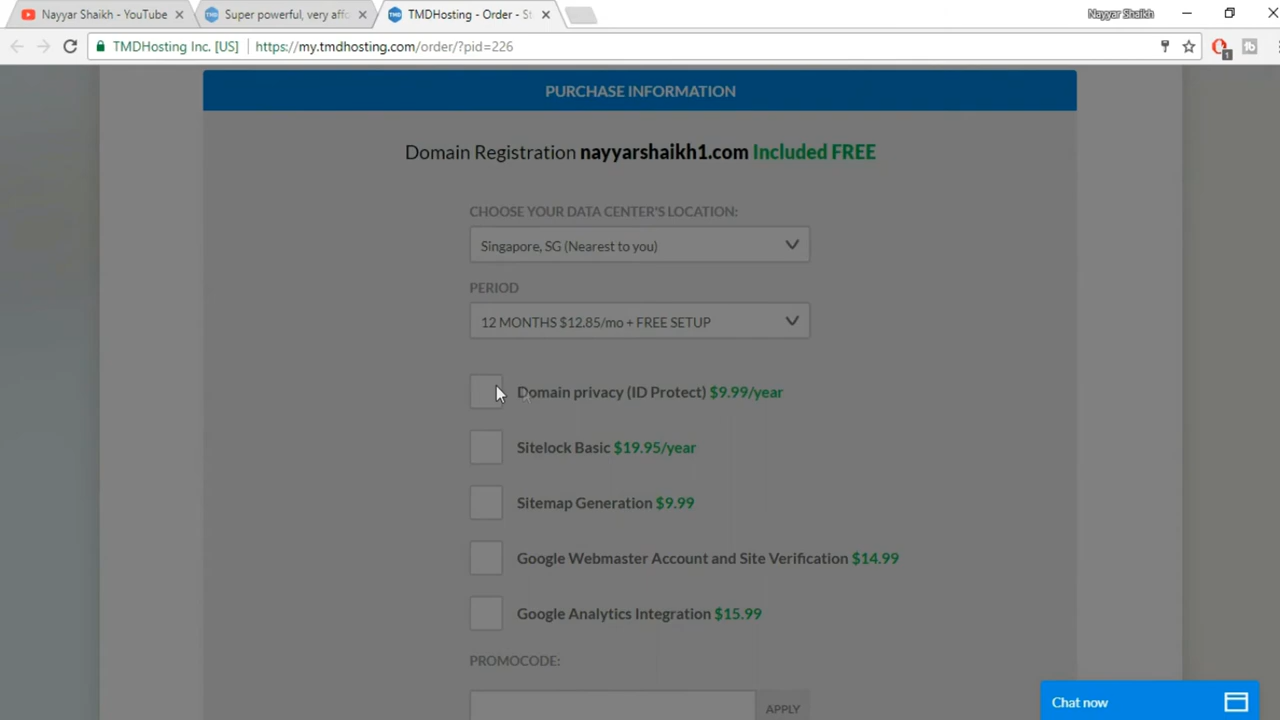 Nayyar Shaikh - YouTube
Super powerful, very affo
TMDHosting - Order - St
Nayyar Shaikh
TMDHosting Inc. [US]
https://my.tmdhosting.com/order/?pid=226
1
PURCHASE INFORMATION
Domain Registration nayyarshaikh1.com Included FREE
CHOOSE YOUR DATA CENTER'S LOCATION:
Singapore, SG (Nearest to you)
PERIOD
12 MONTHS $12.85/mo + FREE SETUP
Domain privacy (ID Protect) $9.99/year
Sitelock Basic $19.95/year
Sitemap Generation $9.99
Google Webmaster Account and Site Verification $14.99
Google Analytics Integration $15.99
PROMOCODE:
APPLY
Chat now